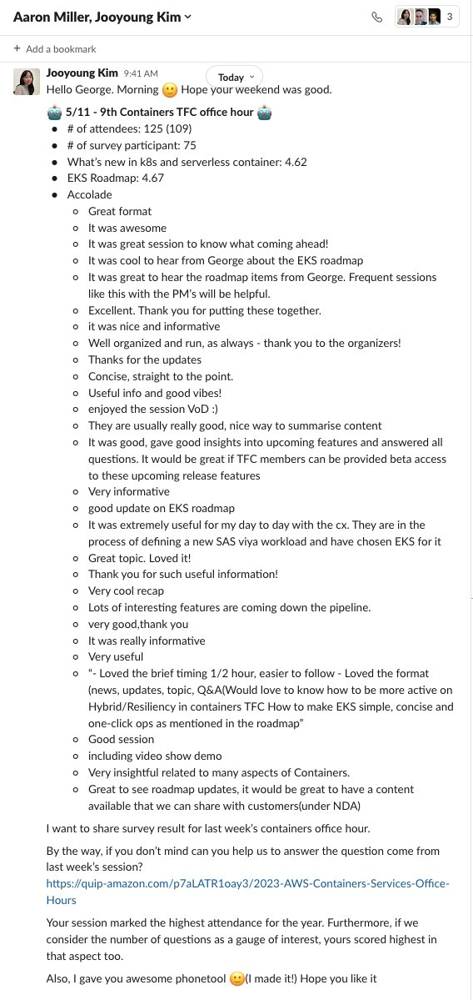 Aaron Miller, Jooyoung Kim
3
+ Add a bookmark
Jooyoung Kim 9:41 AM
Today
Hello George. Morning 🙂 Hope your weekend was good.
🤖 5/11 - 9th Containers TFC office hour 🤖
• # of attendees: 125 (109)
• # of survey participant: 75
• What's new in k8s and serverless container: 4.62
• EKS Roadmap: 4.67
• Accolade
◦ Great format
◦ It was awesome
◦ It was great session to know what coming ahead!
◦ It was cool to hear from George about the EKS roadmap
◦ It was great to hear the roadmap items from George. Frequent sessions
like this with the PM's will be helpful.
◦ Excellent. Thank you for putting these together.
◦ it was nice and informative
◦ Well organized and run, as always - thank you to the organizers!
◦ Thanks for the updates
◦ Concise, straight to the point.
◦ Useful info and good vibes!
◦ enjoyed the session VoD :)
◦ They are usually really good, nice way to summarise content
◦ It was good, gave good insights into upcoming features and answered all
questions. It would be great if TFC members can be provided beta access
to these upcoming release features
◦ Very informative
◦ good update on EKS roadmap
◦ It was extremely useful for my day to day with the cx. They are in the
process of defining a new SAS viya workload and have chosen EKS for it
◦ Great topic. Loved it!
◦ Thank you for such useful information!
◦ Very cool recap
◦ Lots of interesting features are coming down the pipeline.
◦ very good,thank you
◦ It was really informative
◦ Very useful
◦ "- Loved the brief timing 1/2 hour, easier to follow - Loved the format
(news, updates, topic, Q&A(Would love to know how to be more active on
Hybrid/Resiliency in containers TFC How to make EKS simple, concise and
one-click ops as mentioned in the roadmap"
◦ Good session
◦ including video show demo
◦ Very insightful related to many aspects of Containers.
◦ Great to see roadmap updates, it would be great to have a content
available that we can share with customers(under NDA)
I want to share survey result for last week's containers office hour.
By the way, if you don't mind can you help us to answer the question come from
last week's session?
https://quip-amazon.com/p7aLATR1oay3/2023-AWS-Containers-Services-Office-
Hours
Your session marked the highest attendance for the year. Furthermore, if we
consider the number of questions as a gauge of interest, yours scored highest in
that aspect too.
Also, I gave you awesome phonetool 🙂(I made it!) Hope you like it